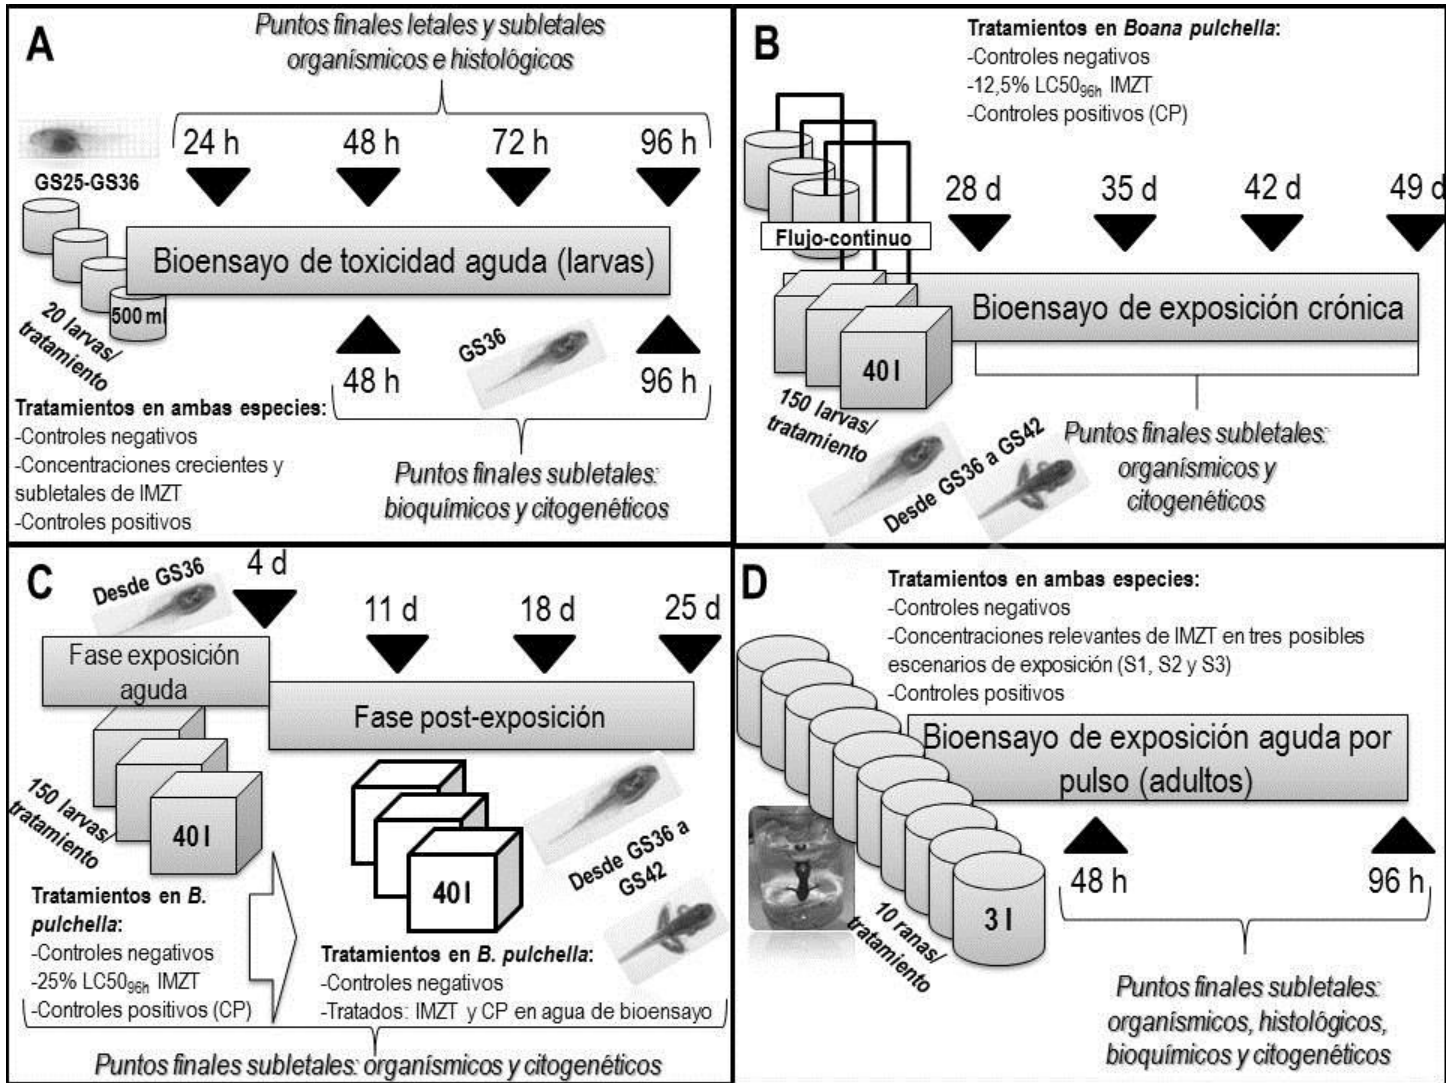 A
Puntos finales letales y subletales
organísmicos e histológicos
24 h
48 h
72 h
96 h
GS25-GS36
Bioensayo de toxicidad aguda (larvas)
500 ml
20 larvas/
tratamiento
GS36
48 h
96 h
Tratamientos en ambas especies:
-Controles negativos
-Concentraciones crecientes y
subletales de IMZT
-Controles positivos
Puntos finales subletales:
bioquímicos y citogenéticos
B
Tratamientos en Boana pulchella:
-Controles negativos
-12,5% LC5096h IMZT
-Controles positivos (CP)
28 d
35 d
42 d
49 d
Flujo-continuo
Bioensayo de exposición crónica
40 l
150 larvas/
tratamiento
Desde GS36 a GS42
Puntos finales subletales:
organísmicos y
citogenéticos
C
Desde GS36
4 d
11 d
18 d
25 d
Fase exposición
aguda
Fase post-exposición
150 larvas/
tratamiento
40 l
40 l
Desde GS36 a
GS42
Tratamientos en B.
pulchella:
-Controles negativos
-25% LC5096h IMZT
-Controles positivos (CP)
Tratamientos en B. pulchella:
-Controles negativos
-Tratados: IMZT y CP en agua de bioensayo
Puntos finales subletales: organísmicos y citogenéticos
D
Tratamientos en ambas especies:
-Controles negativos
-Concentraciones relevantes de IMZT en tres posibles
escenarios de exposición (S1, S2 y S3)
-Controles positivos
Bioensayo de exposición aguda por
pulso (adultos)
10 ranas/
tratamiento
3 l
48 h
96 h
Puntos finales subletales:
organísmicos, histológicos,
bioquímicos y citogenéticos